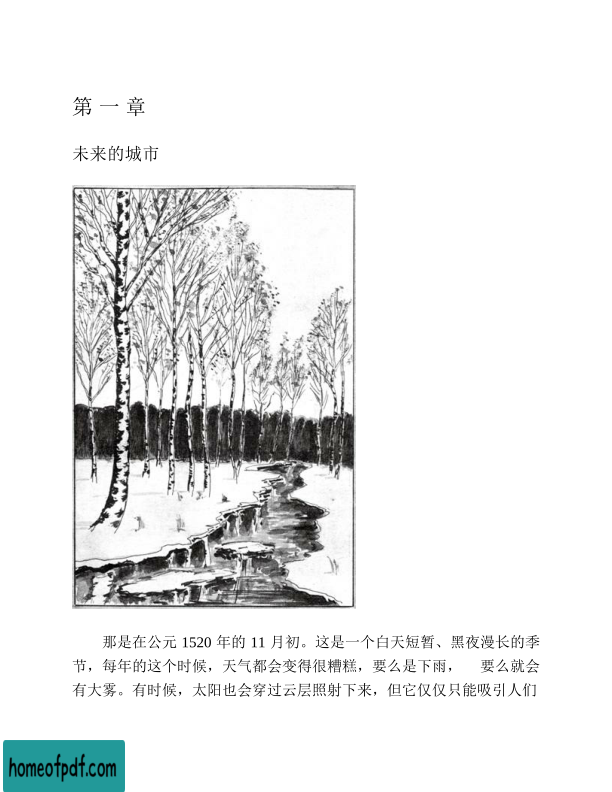 第 一 章
未来的城市
那是在公元 1520 年的 11 月初。这是一个白天短暂、黑夜漫长的季
节，每年的这个时候，天气都会变得很糟糕，要么是下雨， 要么就会
有大雾。有时候，太阳也会穿过云层照射下来，但它仅仅只能吸引人们
homeofpdf.com